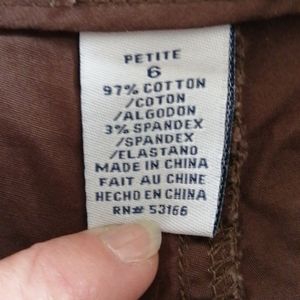 PETITE
6
97% COTTON
/COTON
/ALGODON
3% SPANDEX
/SPANDEX
/ELASTANO
MADE IN CHINA
FAIT AU CHINE
HECHO EN CHINA
RN# 53166